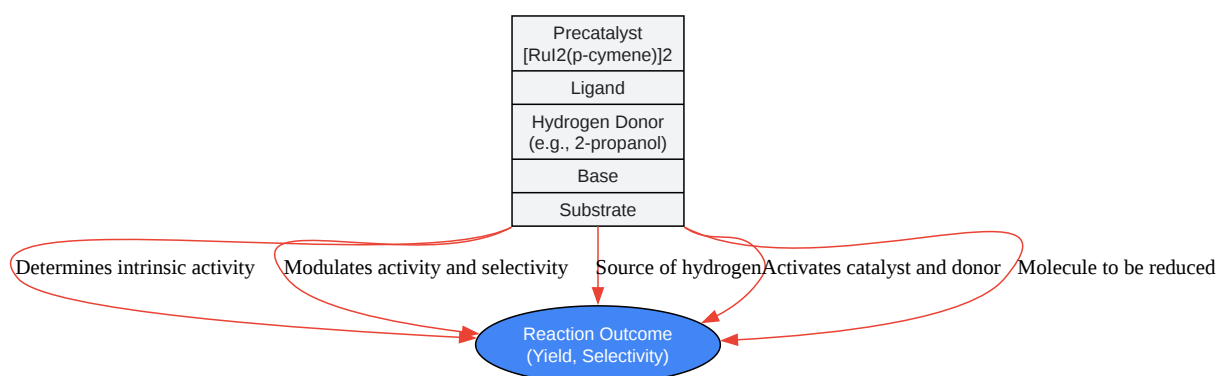 Precatalyst
[RuI2(p-cymene)]2
Ligand
Hydrogen Donor
(e.g., 2-propanol)
Base
Substrate
Determines intrinsic activity
Modulates activity and selectivity
Source of hydrogen
Activates catalyst and donor
Molecule to be reduced
Reaction Outcome
(Yield, Selectivity)